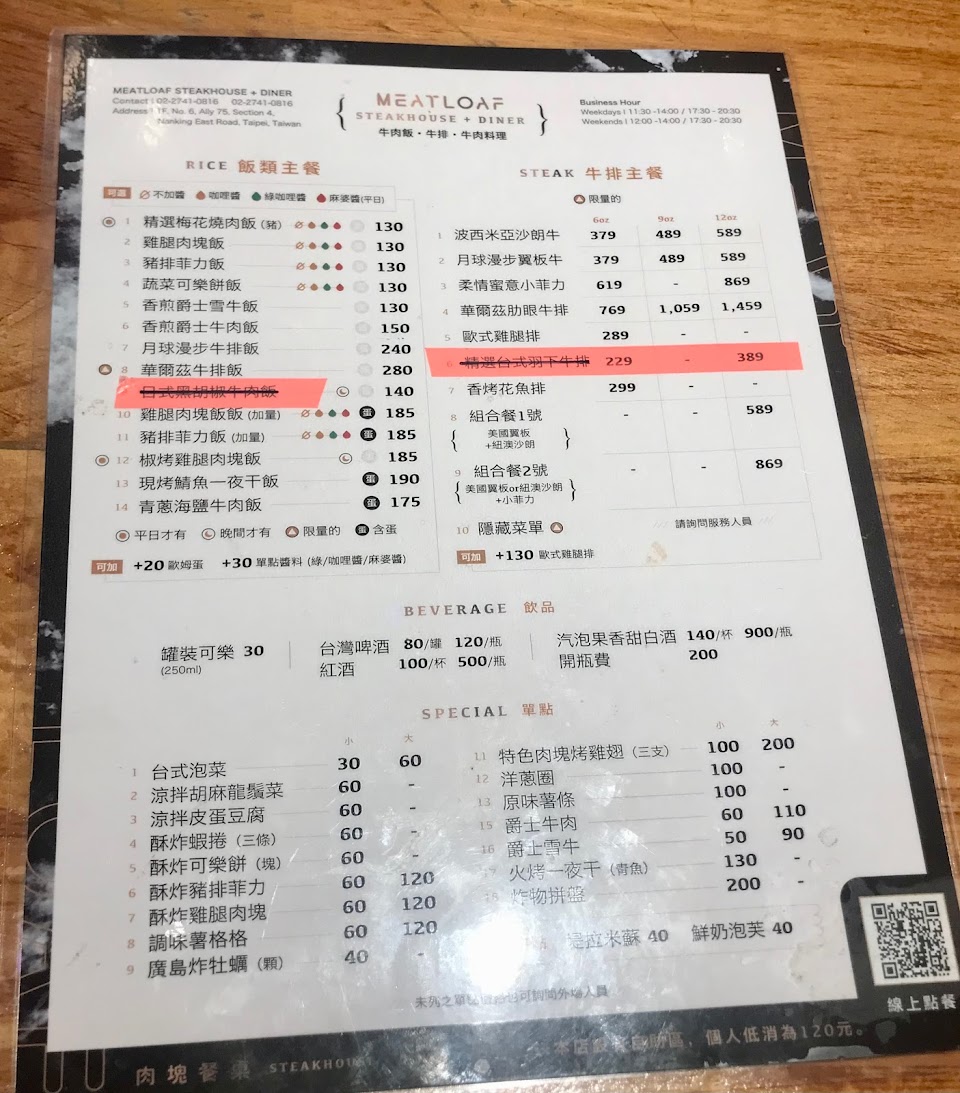 MEATLOAF STEAKHOUSE + DINER
Contact | 02-2741-0816 02-2741-0816
Address | 1F, No. 6, Ally 75, Section 4,
Nanking East Road, Taipei, Taiwan
MEATLOAF
STEAKHOUSE + DINER
牛肉飯・牛排・牛肉料理
Business Hour
Weekdays | 11:30 -14:00 / 17:30 - 20:30
Weekends | 12:00 -14:00 / 17:30 - 20:30
RICE 飯類主餐
可選 不加醬 咖哩醬 綠咖哩醬 麻婆醬(平日)
1 精選梅花燒肉飯 (豬) 130
2 雞腿肉塊飯 130
3 豬排菲力飯 130
4 蔬菜可樂餅飯 130
5 香煎爵士雪牛飯 130
6 香煎爵士牛肉飯 150
7 月球漫步牛排飯 240
8 華爾茲牛排飯 280
日式黑胡椒牛肉飯 140
10 雞腿肉塊飯飯 (加量) 蛋 185
11 豬排菲力飯 (加量) 蛋 185
12 椒烤雞腿肉塊飯 185
13 現烤鯖魚一夜干飯 蛋 190
14 青蔥海鹽牛肉飯 蛋 175
平日才有 晚間才有 限量的 蛋 含蛋
可加 +20 歐姆蛋 +30 單點醬料 (綠/咖哩醬/麻婆醬)
STEAK 牛排主餐
限量的
6oz 9oz 12oz
1 波西米亞沙朗牛 379 489 589
2 月球漫步翼板牛 379 489 589
3 柔情蜜意小菲力 619 - 869
4 華爾茲肋眼牛排 769 1,059 1,459
5 歐式雞腿排 289 - -
6 精選台式羽下牛排 229 - 389
7 香烤花魚排 299 - -
8 組合餐1號 - - 589
美國翼板
+紐澳沙朗
9 組合餐2號 - - 869
美國翼板or紐澳沙朗
+小菲力
10 隱藏菜單 請詢問服務人員
可加 +130 歐式雞腿排
BEVERAGE 飲品
罐裝可樂 30
(250ml)
台灣啤酒 80/罐 120/瓶
紅酒 100/杯 500/瓶
汽泡果香甜白酒 140/杯 900/瓶
開瓶費 200
SPECIAL 單點
小 大
1 台式泡菜 30 60
2 涼拌胡麻龍鬚菜 60 -
3 涼拌皮蛋豆腐 60 -
4 酥炸蝦捲 (三條) 60 -
5 酥炸可樂餅 (塊) 60 -
6 酥炸豬排菲力 60 120
7 酥炸雞腿肉塊 60 120
8 調味薯格格 60 120
9 廣島炸牡蠣 (顆) 40 -
小 大
11 特色肉塊烤雞翅 (三支) 100 200
12 洋蔥圈 100 -
13 原味薯條 100 -
15 爵士牛肉 60 110
16 爵士雪牛 50 90
17 火烤一夜干 (青魚) 130 -
18 炸物拼盤 200 -
提拉米蘇 40 鮮奶泡芙 40
未列之單
可詢問外場人員
線上點餐
肉塊餐桌 STEAKHOUSE
區，個人低消為120元。